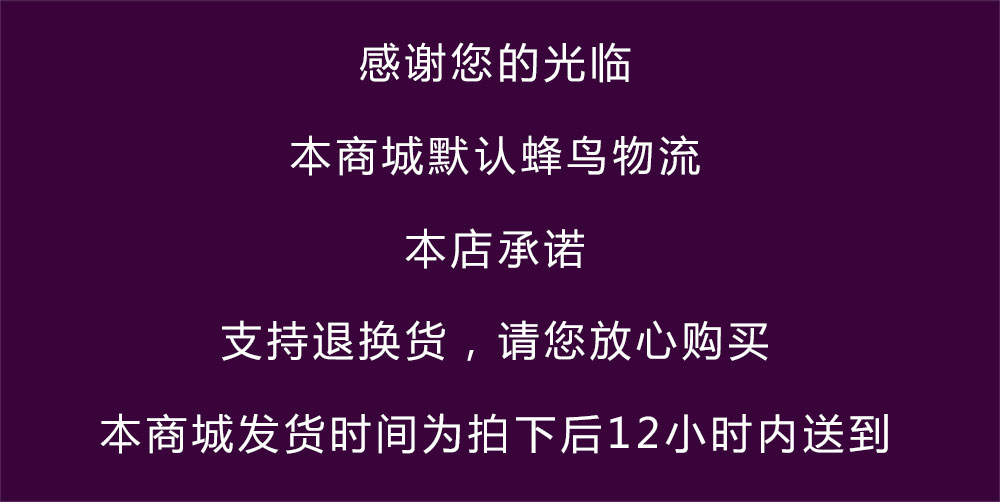 感谢您的光临
本商城默认蜂鸟物流
本店承诺
支持退换货，请您放心购买
本商城发货时间为拍下后12小时内送到